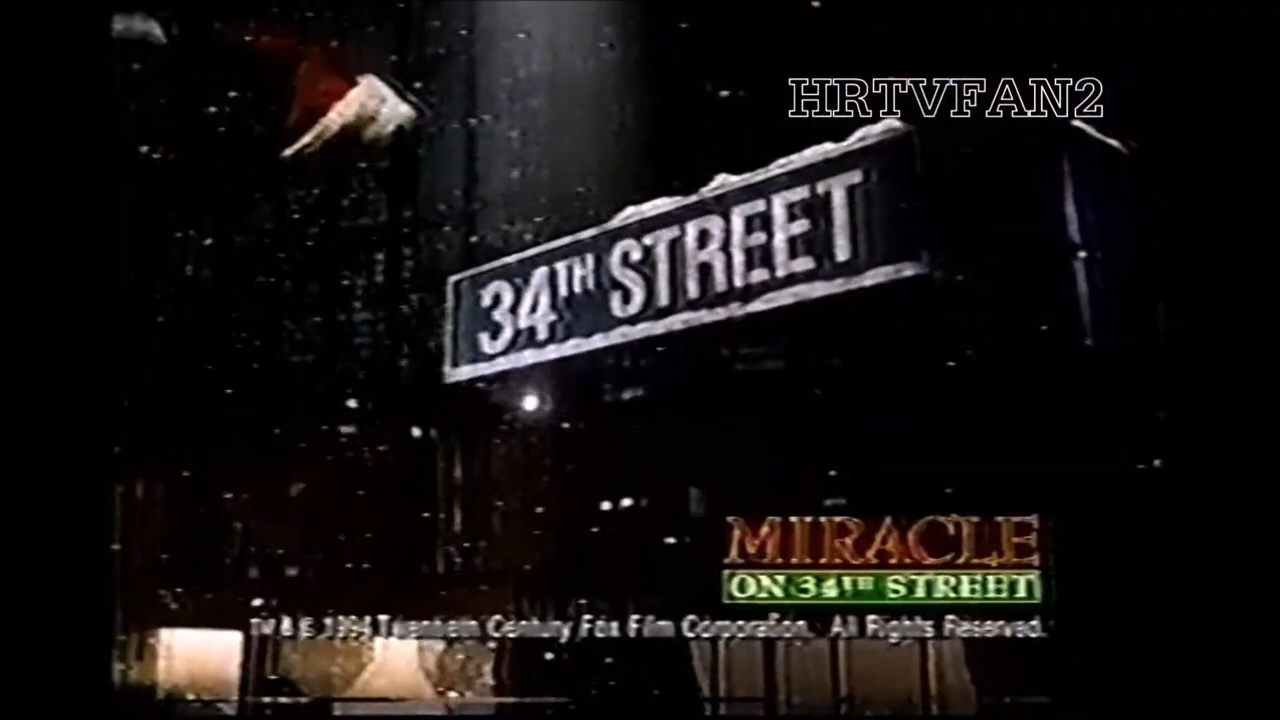 HRTVFAN2
34TH STREET
MIRACLE
ON 34TH STREET
TM & © 1994 Twentieth Century Fox Film Corporation. All Rights Reserved.